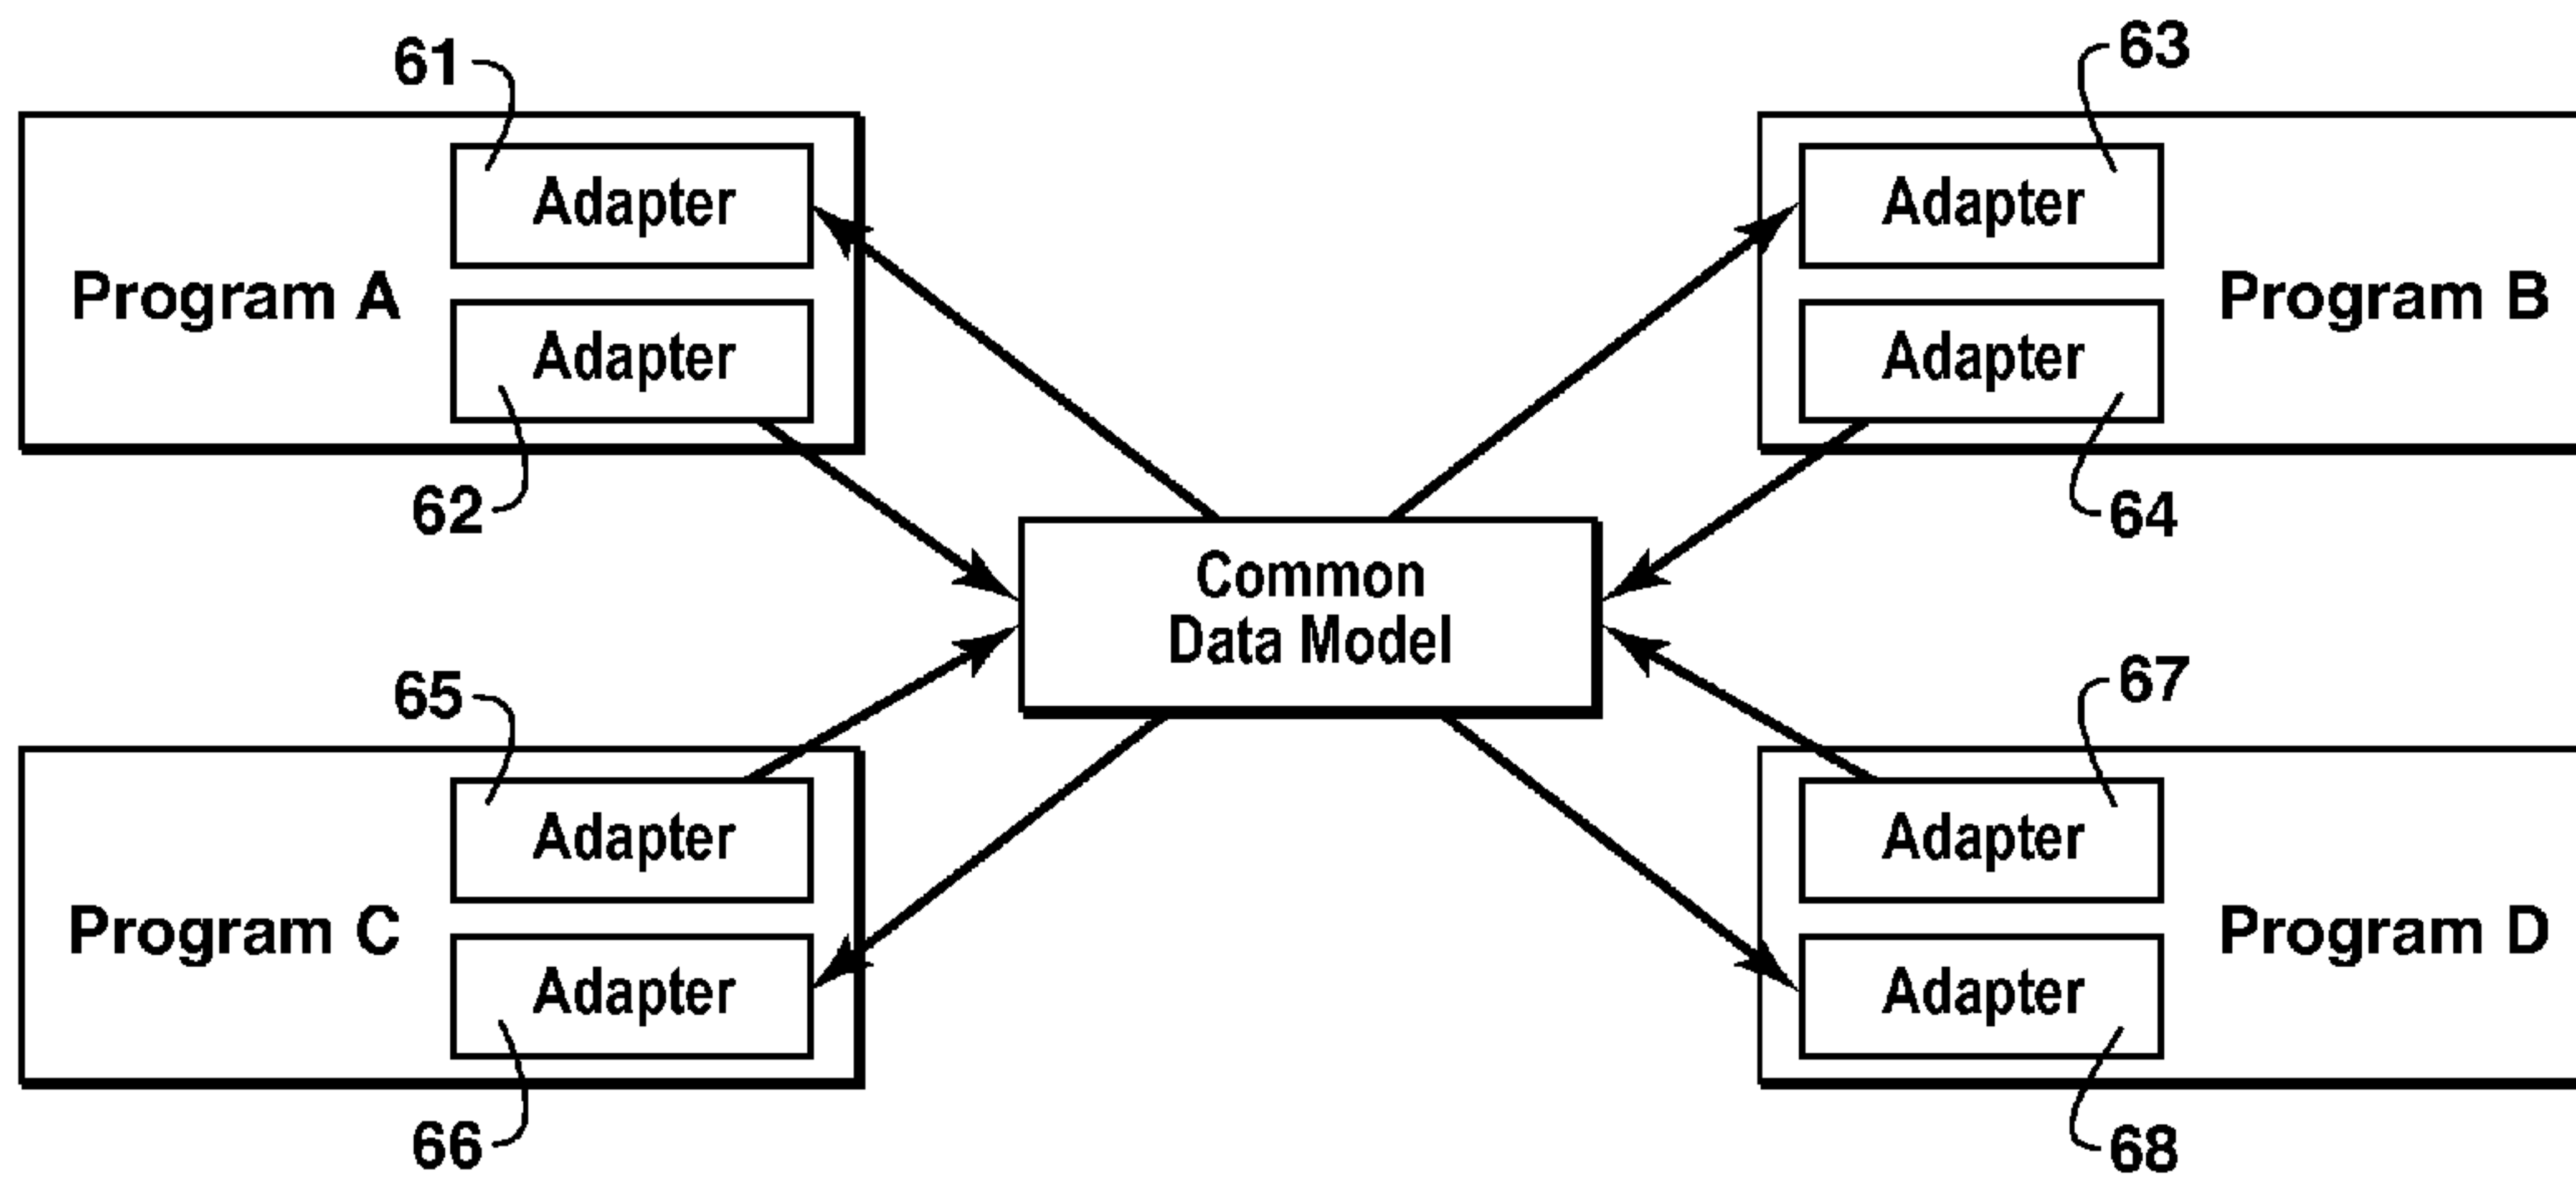 61
63
Adapter
Adapter
Program A
Program B
Adapter
Adapter
62
64
Common
Data Model
65
67
Adapter
Adapter
Program C
Program D
Adapter
Adapter
66
68